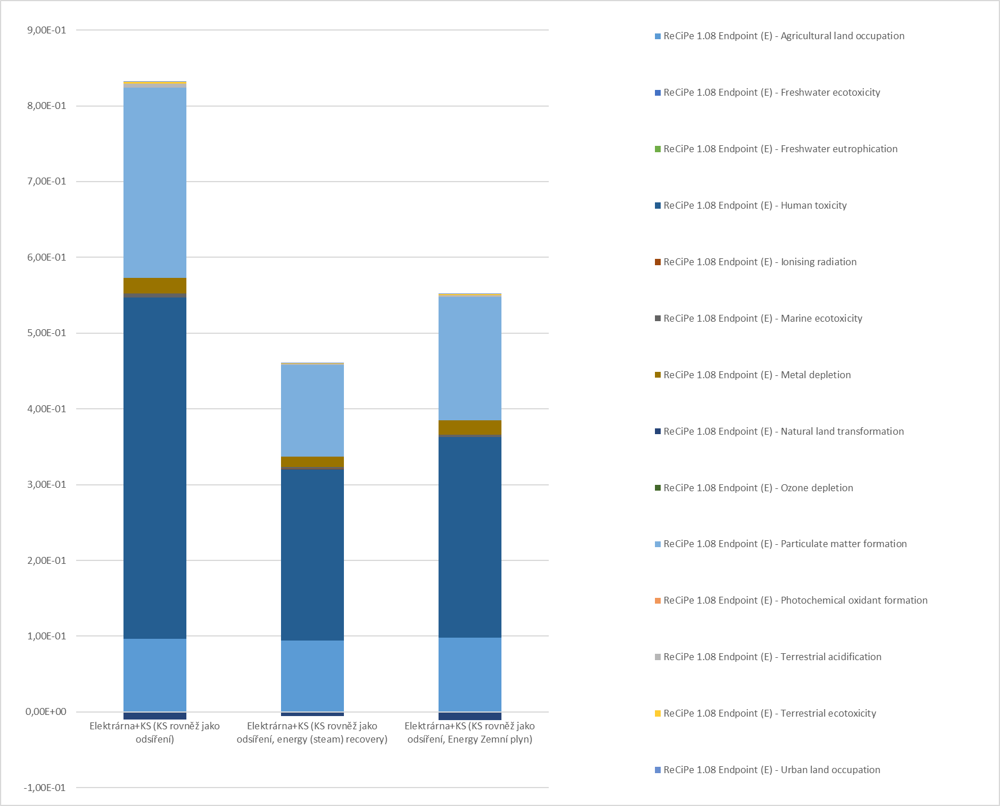 9,00E-01
8,00E-01
7,00E-01
6,00E-01
5,00E-01
4,00E-01
3,00E-01
2,00E-01
1,00E-01
0,00E+00
-1,00E-01
Elektrárna+KS (KS rovněž jako
odsíření)
Elektrárna+KS (KS rovněž jako
odsíření, energy (steam) recovery)
Elektrárna+KS (KS rovněž jako
odsíření, Energy Zemní plyn)
ReCiPe 1.08 Endpoint (E) - Agricultural land occupation
ReCiPe 1.08 Endpoint (E) - Freshwater ecotoxicity
ReCiPe 1.08 Endpoint (E) - Freshwater eutrophication
ReCiPe 1.08 Endpoint (E) - Human toxicity
ReCiPe 1.08 Endpoint (E) - Ionising radiation
ReCiPe 1.08 Endpoint (E) - Marine ecotoxicity
ReCiPe 1.08 Endpoint (E) - Metal depletion
ReCiPe 1.08 Endpoint (E) - Natural land transformation
ReCiPe 1.08 Endpoint (E) - Ozone depletion
ReCiPe 1.08 Endpoint (E) - Particulate matter formation
ReCiPe 1.08 Endpoint (E) - Photochemical oxidant formation
ReCiPe 1.08 Endpoint (E) - Terrestrial acidification
ReCiPe 1.08 Endpoint (E) - Terrestrial ecotoxicity
ReCiPe 1.08 Endpoint (E) - Urban land occupation